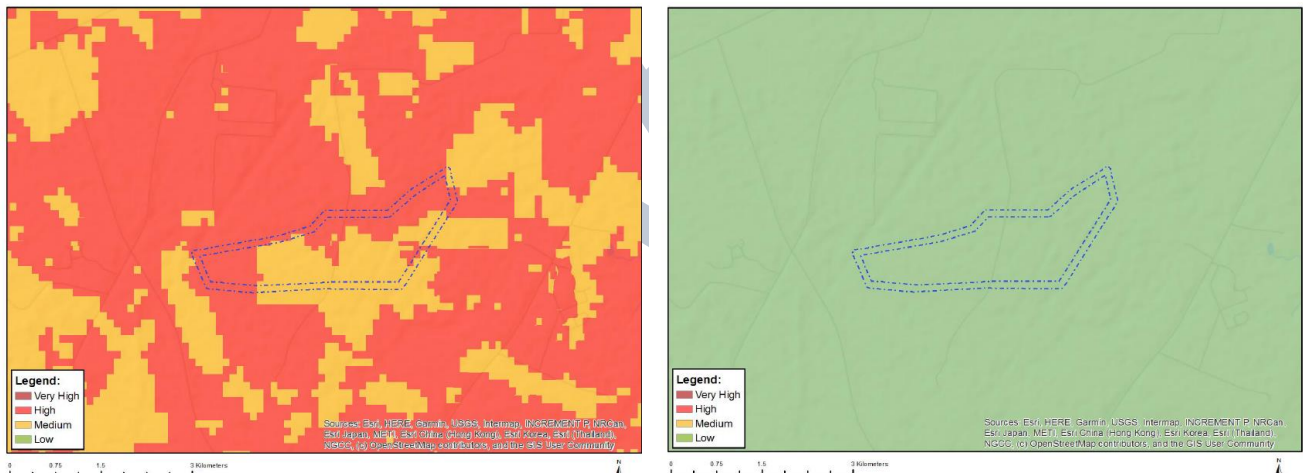 Legend:
Very High
High
Medium
Low
Sources: Esri, HERE, Garmin, USGS, Intermap, INCREMENT P, NRCan,
Esri Japan, METI, Esri China (Hong Kong), Esri Korea, Esri (Thailand),
NGCC, (c) OpenStreetMap contributors, and the GIS User Community
0 0.75 1.5 3 Kilometers
N
Legend:
Very High
High
Medium
Low
Sources: Esri, HERE, Garmin, USGS, Intermap, INCREMENT P, NRCan,
Esri Japan, METI, Esri China (Hong Kong), Esri Korea, Esri (Thailand),
NGCC, (c) OpenStreetMap contributors, and the GIS User Community
0 0.75 1.5 3 Kilometers
N